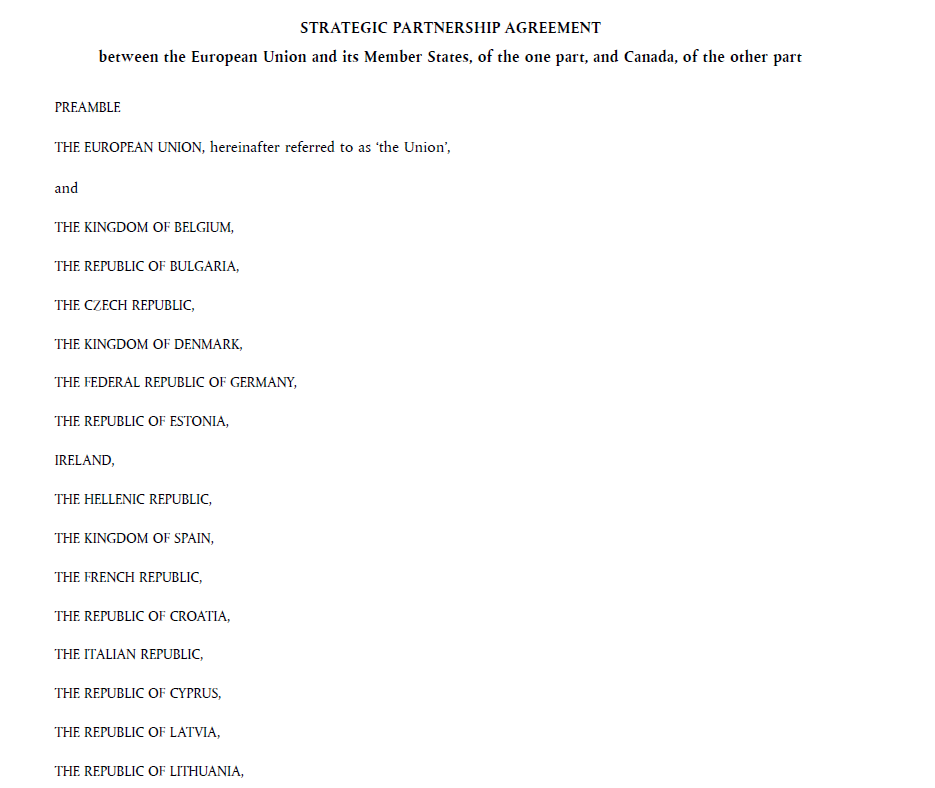 STRATEGIC PARTNERSHIP AGREEMENT
between the European Union and its Member States, of the one part, and Canada, of the other part
PREAMBLE
THE EUROPEAN UNION, hereinafter referred to as ‘the Union’,
and
THE KINGDOM OF BELGIUM,
THE REPUBLIC OF BULGARIA,
THE CZECH REPUBLIC,
THE KINGDOM OF DENMARK,
THE FEDERAL REPUBLIC OF GERMANY,
THE REPUBLIC OF ESTONIA,
IRELAND,
THE HELLENIC REPUBLIC,
THE KINGDOM OF SPAIN,
THE FRENCH REPUBLIC,
THE REPUBLIC OF CROATIA,
THE ITALIAN REPUBLIC,
THE REPUBLIC OF CYPRUS,
THE REPUBLIC OF LATVIA,
THE REPUBLIC OF LITHUANIA,